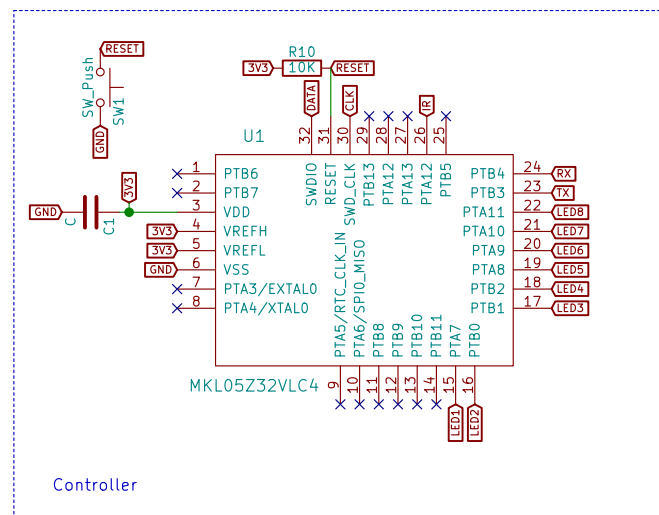 RESET
SW_Push
SW1
GND
R10
3V3
10K
RESET
DATA
CLK
IR
32
31
30
29
28
27
26
25
U1
SWDIO
RESET
SWD_CLK
PTB13
PTA12
PTA13
PTA12
PTB5
1 PTB6
2 PTB7
3V3
GND
C
C1
3 VDD
3V3 4 VREFH
3V3 5 VREFL
GND 6 VSS
7 PTA3/EXTAL0
8 PTA4/XTAL0
PTB4 24 RX
PTB3 23 TX
PTA11 22 LED8
PTA10 21 LED7
PTA9 20 LED6
PTA8 19 LED5
PTB2 18 LED4
PTB1 17 LED3
PTA5/RTC_CLK_IN
PTA6/SPI0_MISO
PTB8
PTB9
PTB10
PTB11
PTA7
PTB0
MKL05Z32VLC4
9
10
11
12
13
14
15
16
LED1
LED2
Controller